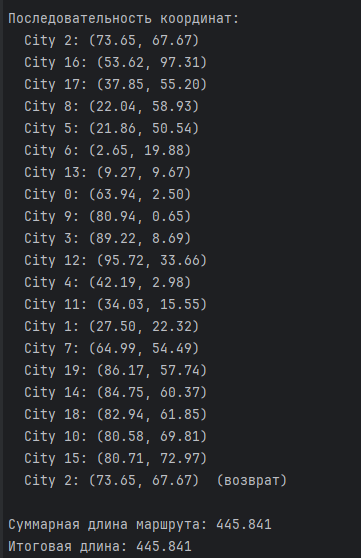 Последовательность координат:
City 2: (73.65, 67.67)
City 16: (53.62, 97.31)
City 17: (37.85, 55.20)
City 8: (22.04, 58.93)
City 5: (21.86, 50.54)
City 6: (2.65, 19.88)
City 13: (9.27, 9.67)
City 0: (63.94, 2.50)
City 9: (80.94, 0.65)
City 3: (89.22, 8.69)
City 12: (95.72, 33.66)
City 4: (42.19, 2.98)
City 11: (34.03, 15.55)
City 1: (27.50, 22.32)
City 7: (64.99, 54.49)
City 19: (86.17, 57.74)
City 14: (84.75, 60.37)
City 18: (82.94, 61.85)
City 10: (80.58, 69.81)
City 15: (80.71, 72.97)
City 2: (73.65, 67.67)  (возврат)
Суммарная длина маршрута: 445.841
Итоговая длина: 445.841